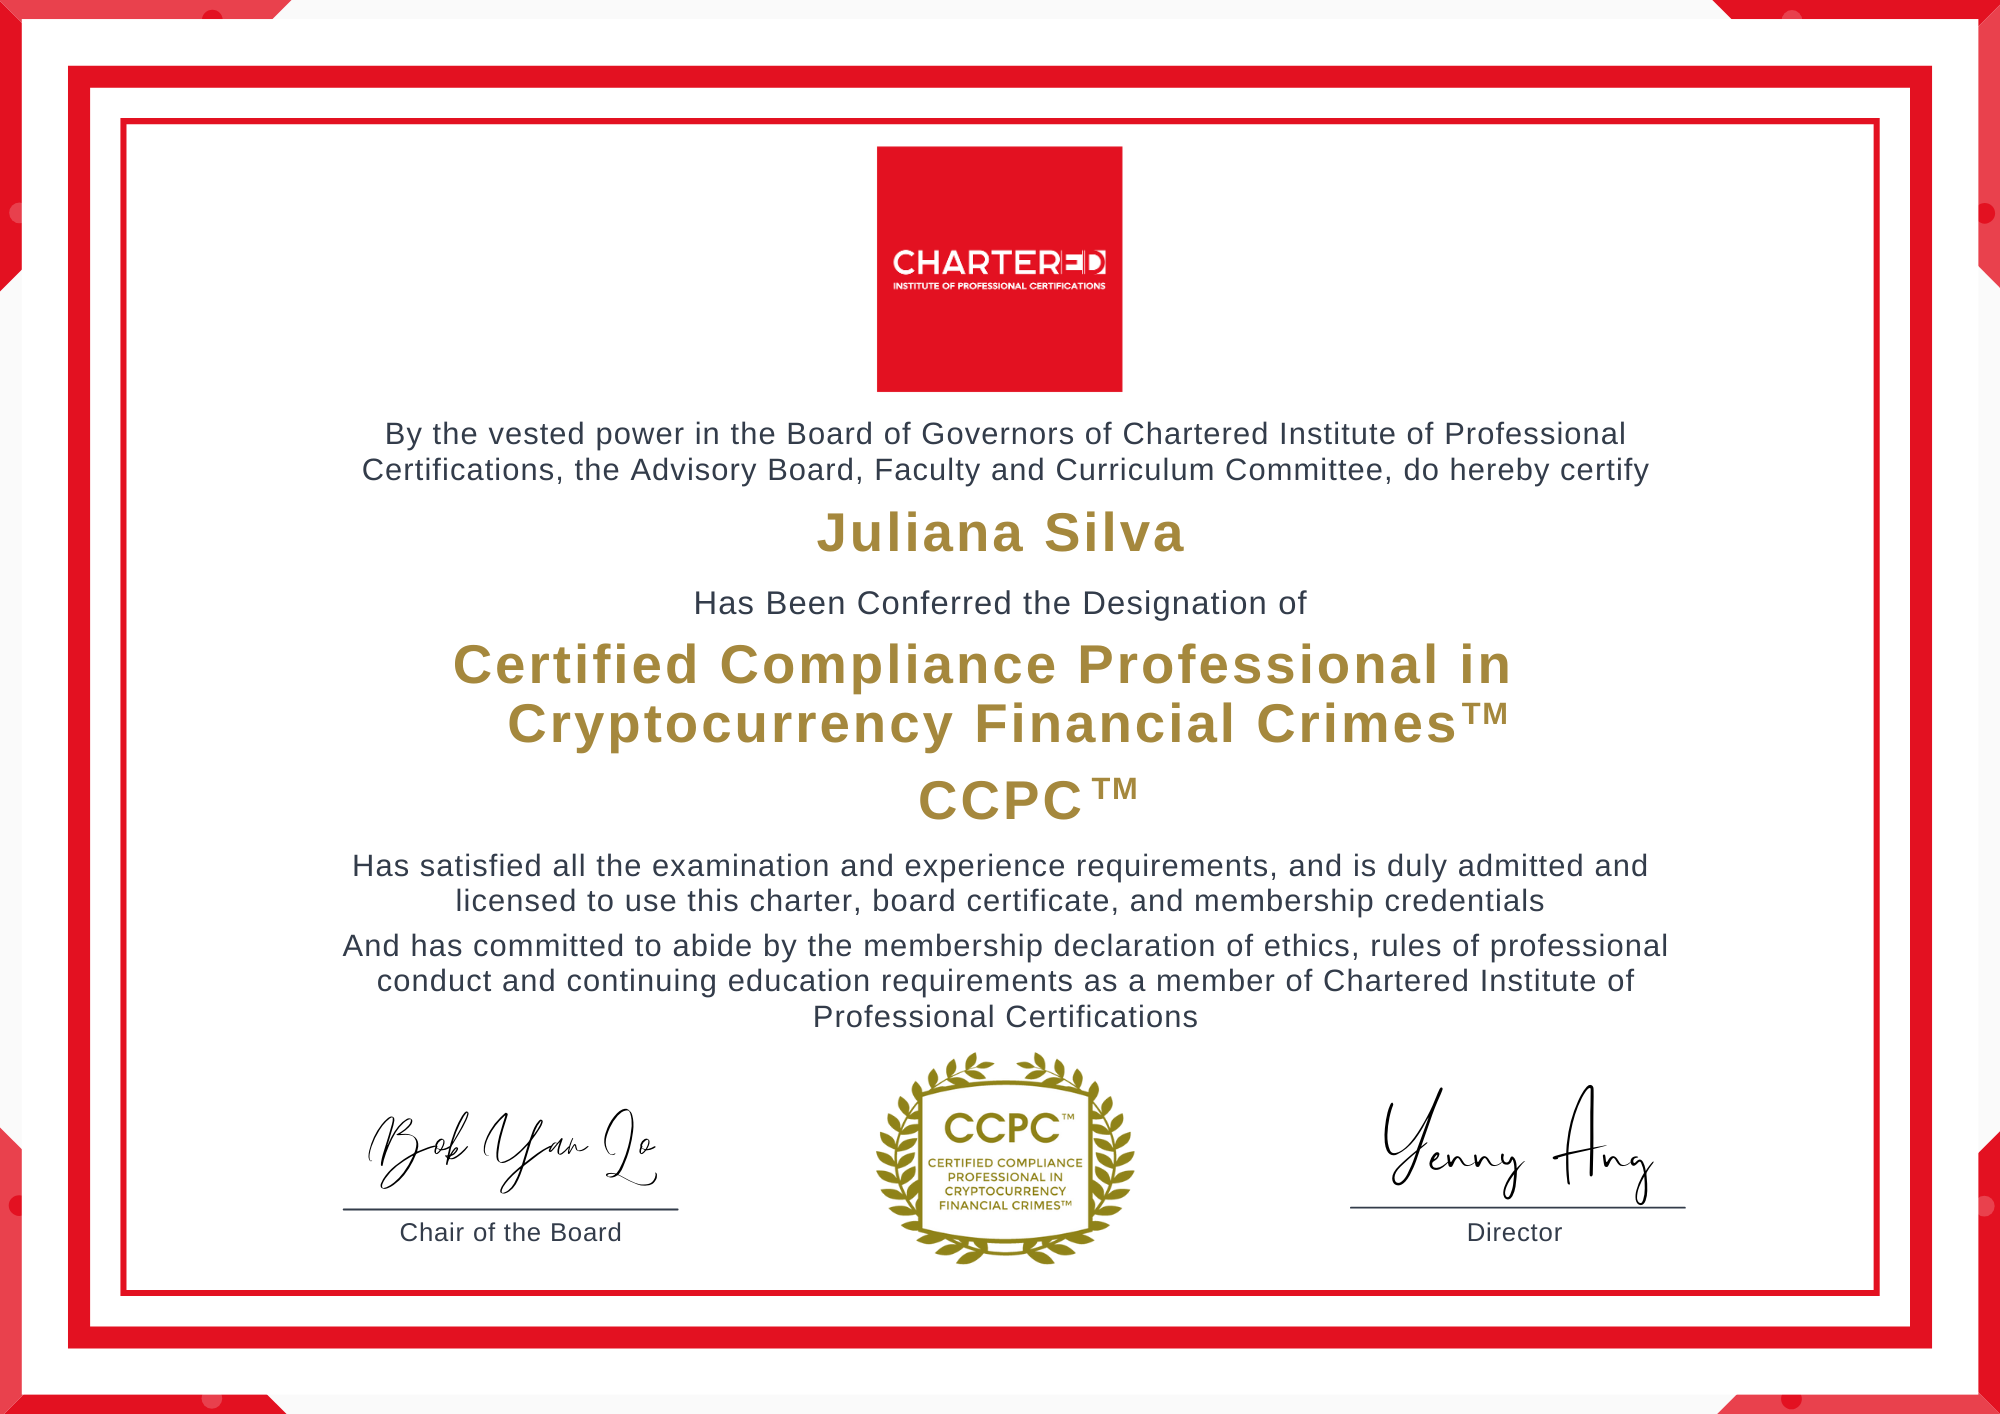 CHARTERED
INSTITUTE OF PROFESSIONAL CERTIFICATIONS
By the vested power in the Board of Governors of Chartered Institute of Professional
Certifications, the Advisory Board, Faculty and Curriculum Committee, do hereby certify
Juliana Silva
Has Been Conferred the Designation of
Certified Compliance Professional in
Cryptocurrency Financial Crimes™
CCPC™
Has satisfied all the examination and experience requirements, and is duly admitted and
licensed to use this charter, board certificate, and membership credentials
And has committed to abide by the membership declaration of ethics, rules of professional
conduct and continuing education requirements as a member of Chartered Institute of
Professional Certifications
Bok Yan Lo
Chair of the Board
CCPC™
CERTIFIED COMPLIANCE
PROFESSIONAL IN
CRYPTOCURRENCY
FINANCIAL CRIMES™
Yenny Ang
Director